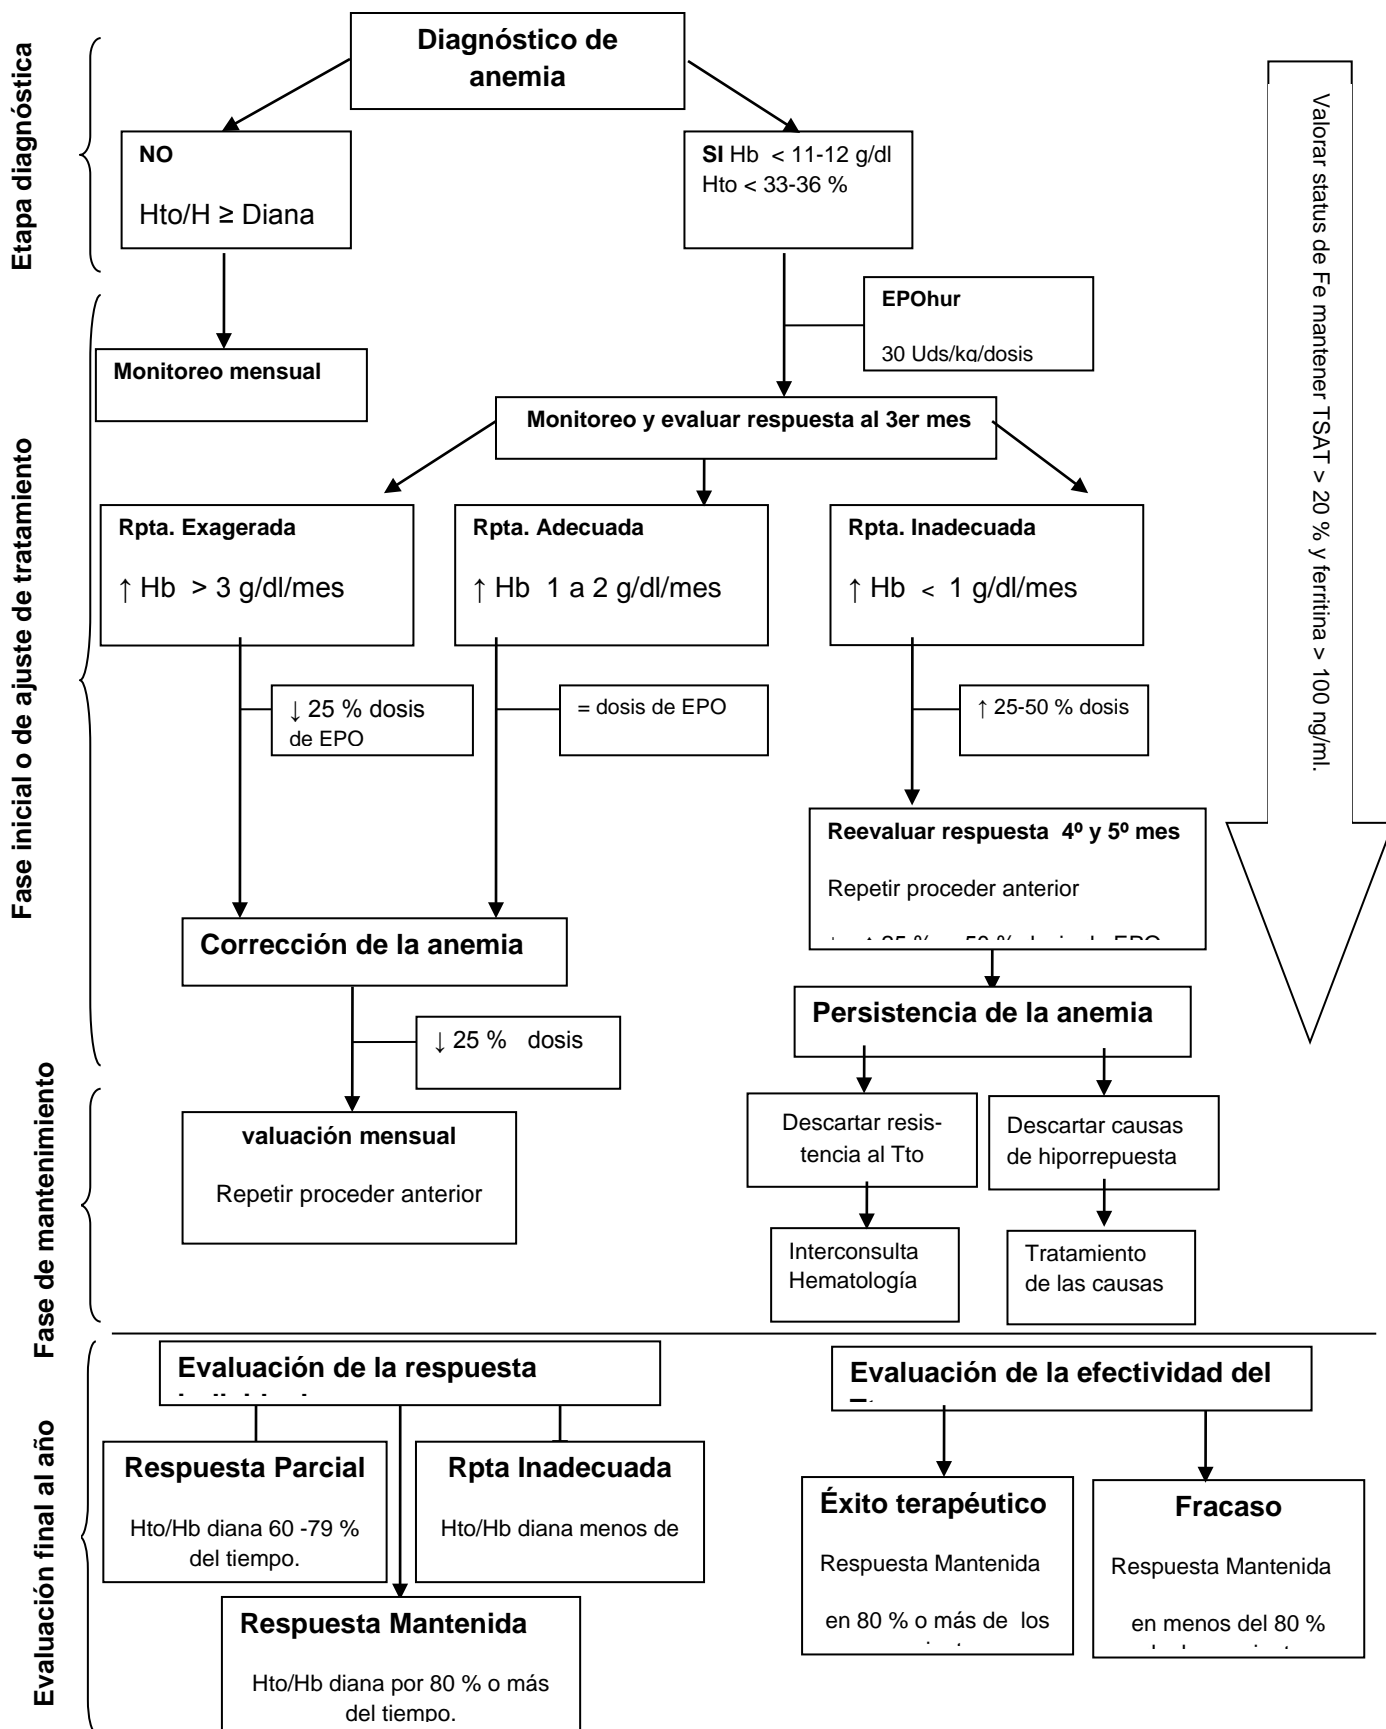 Etapa diagnóstica
Diagnóstico de
anemia
NO
Hto/H ≥ Diana
SI Hb < 11-12 g/dl
Hto < 33-36 %
Valorar status de Fe mantener TSAT > 20 % y ferritina > 100 ng/ml.
Fase inicial o de ajuste de tratamiento
EPOhur
30 Uds/kg/dosis
Monitoreo mensual
Monitoreo y evaluar respuesta al 3er mes
Rpta. Exagerada
↑ Hb > 3 g/dl/mes
Rpta. Adecuada
↑ Hb 1 a 2 g/dl/mes
Rpta. Inadecuada
↑ Hb < 1 g/dl/mes
↓ 25 % dosis
de EPO
= dosis de EPO
↑ 25-50 % dosis
Reevaluar respuesta 4º y 5º mes
Repetir proceder anterior
Corrección de la anemia
Persistencia de la anemia
↓ 25 % dosis
Fase de mantenimiento
valuación mensual
Repetir proceder anterior
Descartar resis-
tencia al Tto
Descartar causas
de hiporrepuesta
Interconsulta
Hematología
Tratamiento
de las causas
Evaluación final al año
Evaluación de la respuesta
Evaluación de la efectividad del
Respuesta Parcial
Hto/Hb diana 60 -79 %
del tiempo.
Rpta Inadecuada
Hto/Hb diana menos de
Respuesta Mantenida
Hto/Hb diana por 80 % o más
del tiempo.
Éxito terapéutico
Respuesta Mantenida
en 80 % o más de los
Fracaso
Respuesta Mantenida
en menos del 80 %